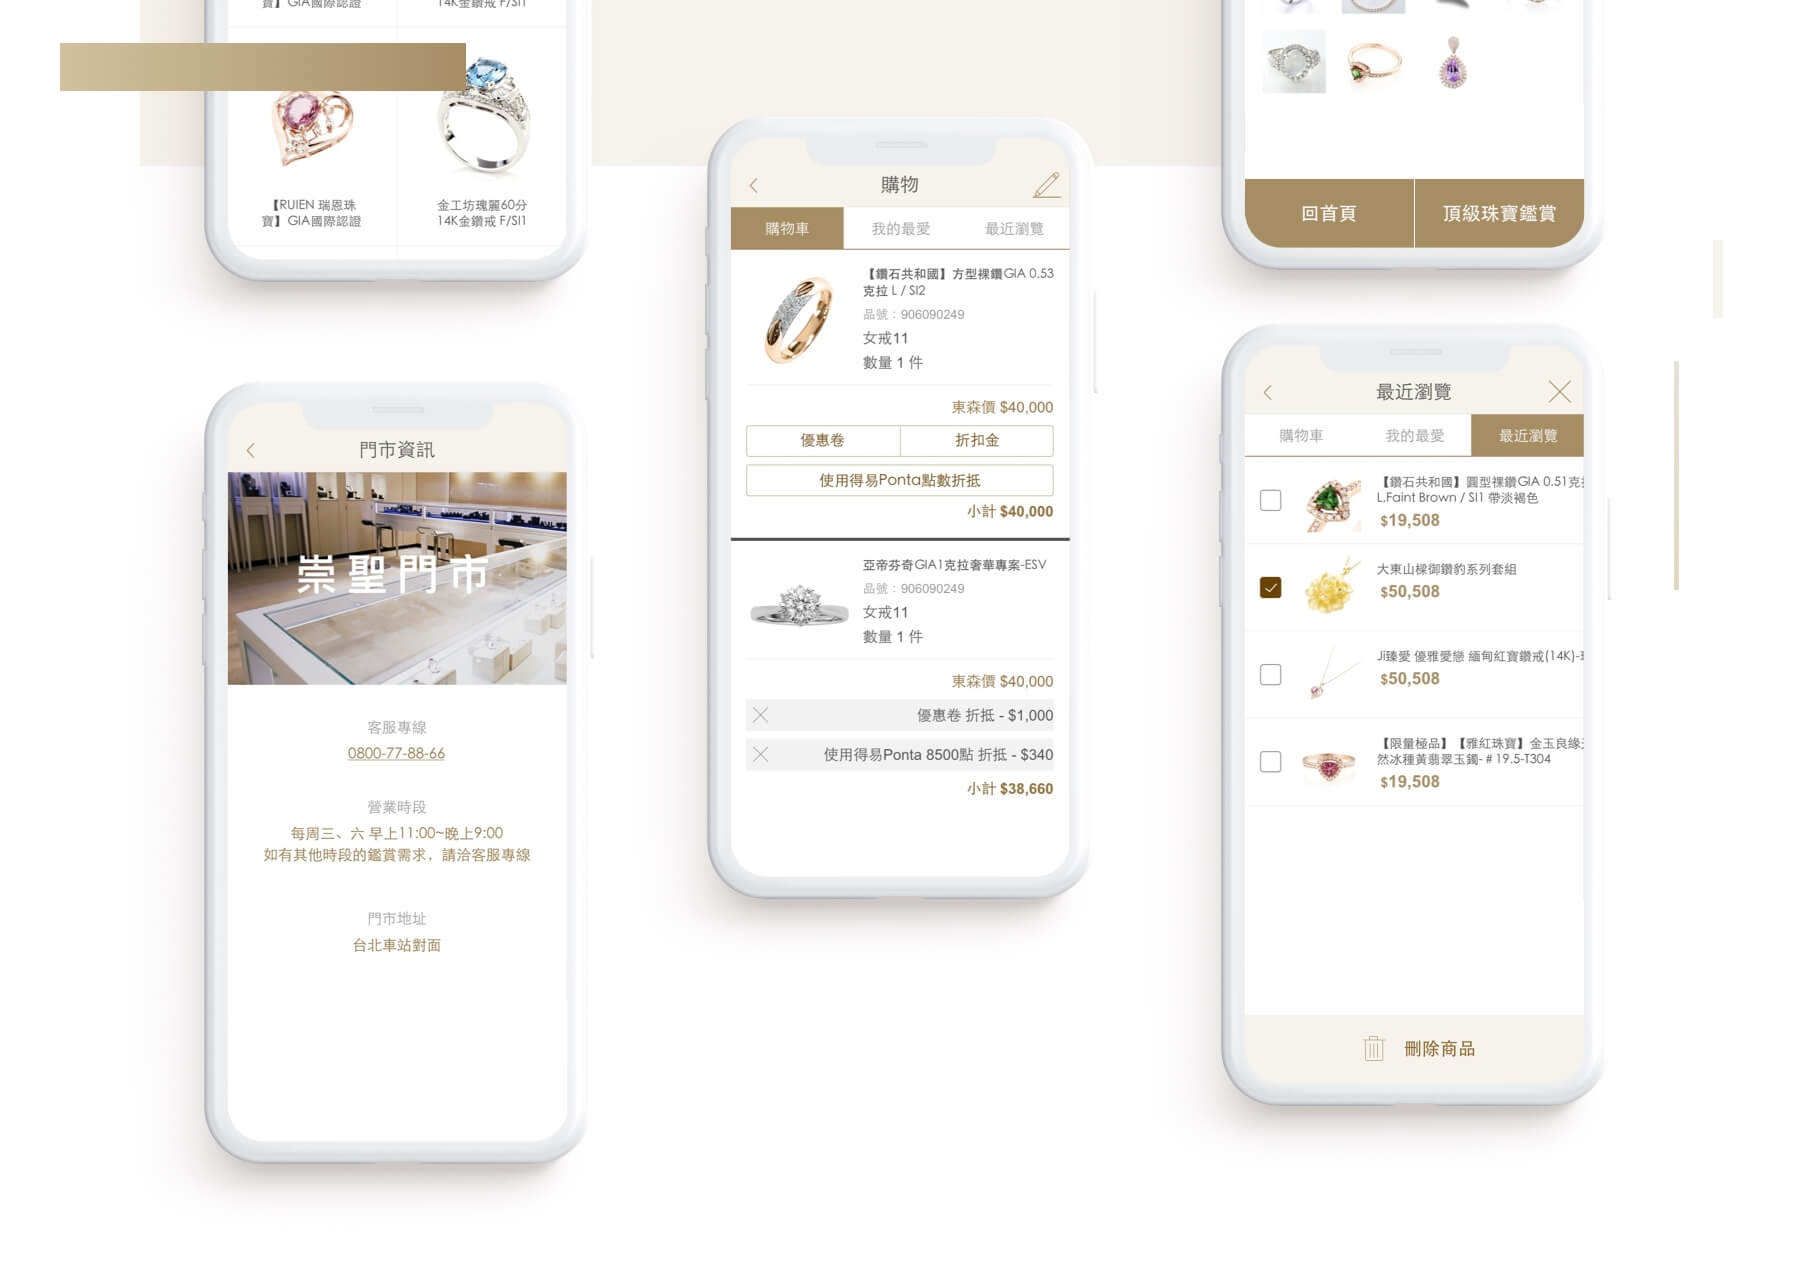 寶】GIA國際認證
14K金鑽戒 F/SI1
【RUIEN 瑞恩珠
寶】GIA國際認證
金工坊瑰麗60分
14K金鑽戒 F/SI1
門市資訊
崇聖門市
客服專線
0800-77-88-66
營業時段
每周三、六 早上11:00~晚上9:00
如有其他時段的鑑賞需求，請洽客服專線
門市地址
台北車站對面
購物
購物車
我的最愛
最近瀏覽
【鑽石共和國】方型裸鑽GIA 0.53
克拉 L / SI2
品號：906090249
女戒11
數量 1 件
東森價 $40,000
優惠卷
折扣金
使用得易Ponta點數折抵
小計 $40,000
亞帝芬奇GIA1克拉奢華專案-ESV
品號：906090249
女戒11
數量 1 件
東森價 $40,000
優惠卷 折抵 - $1,000
使用得易Ponta 8500點 折抵 - $340
小計 $38,660
回首頁
頂級珠寶鑑賞
最近瀏覽
購物車
我的最愛
最近瀏覽
【鑽石共和國】圓型裸鑽GIA 0.51克
L,Faint Brown / SI1 帶淡褐色
$19,508
大東山樑御鑽豹系列套組
$50,508
Ji臻愛 優雅愛戀 緬甸紅寶鑽戒(14K)-
$50,508
【限量極品】【雅紅珠寶】金玉良緣
然冰種黃翡翠玉鐲-＃19.5-T304
$19,508
刪除商品